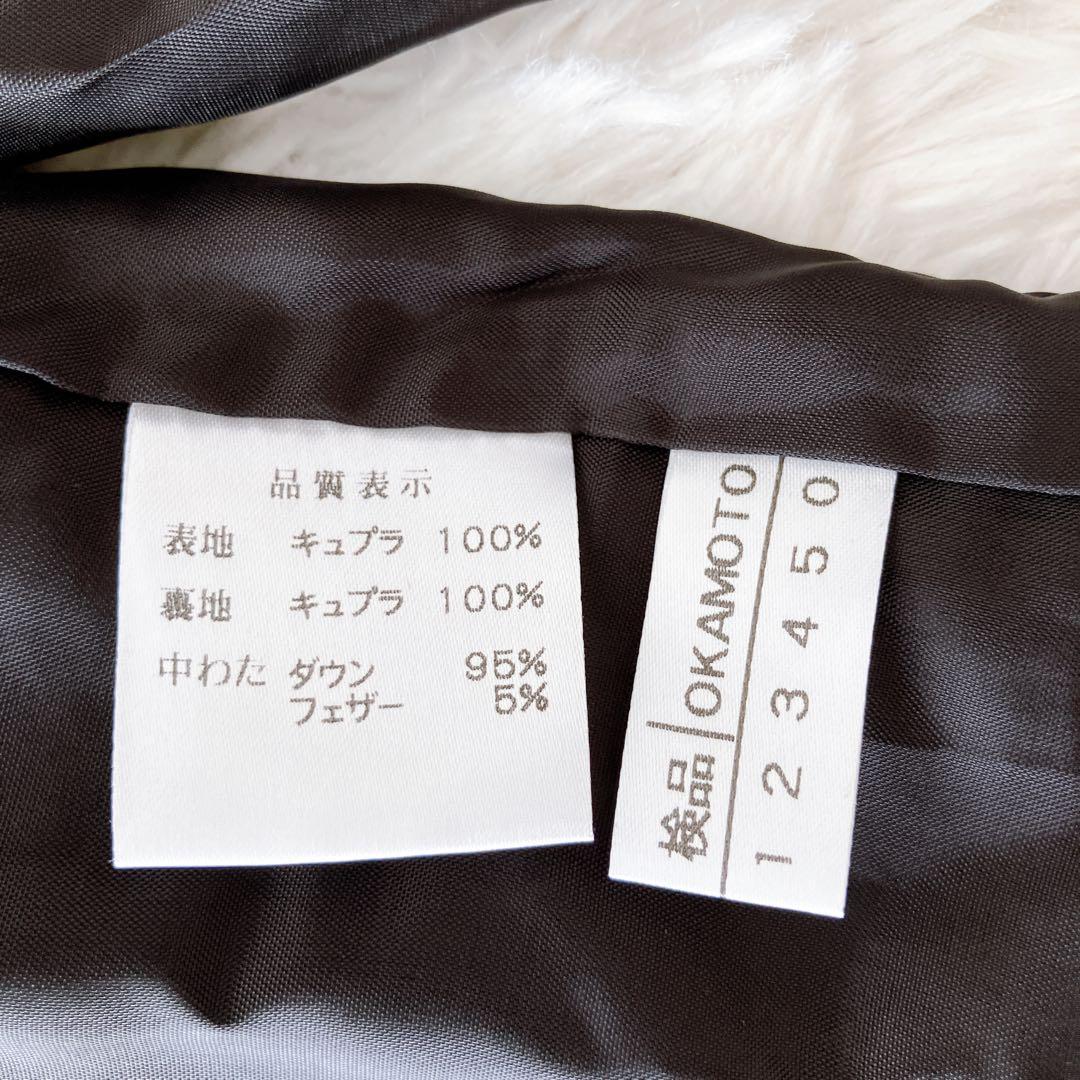 品質表示
表地 キュプラ 100%
裏地 キュプラ 100%
中わた ダウン 95%
フェザー 5%
検品 OKAMOTO
1 2 3 4 5 0